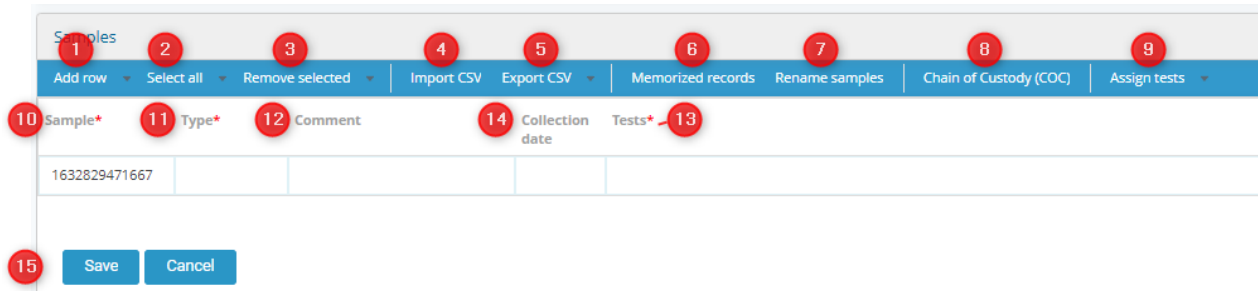 Samples
1 2 3 4 5 6 7 8 9
Add row Select all Remove selected Import CSV Export CSV Memorized records Rename samples Chain of Custody (COC) Assign tests
10 Sample* 11 Type* 12 Comment 14 Collection date Tests* 13
1632829471667
15 Save Cancel